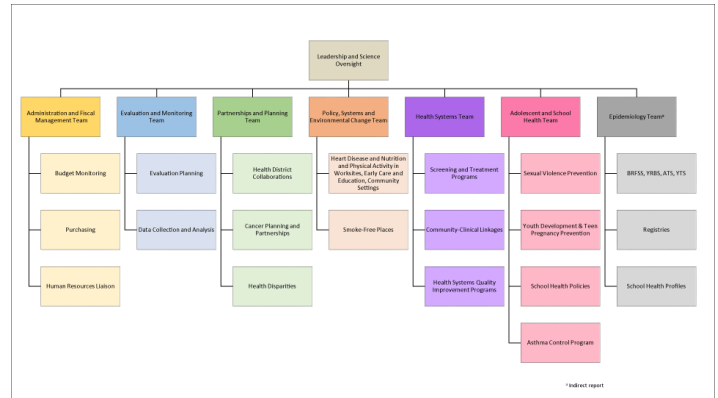 Leadership and Science
Oversight
Administration and Fiscal
Management Team
Evaluation and Monitoring
Team
Partnerships and Planning
Team
Policy, Systems and
Environmental Change Team
Health Systems Team
Adolescent and School
Health Team
Epidemiology Team*
Budget Monitoring
Evaluation Planning
Health District
Collaborations
Heart Disease and Nutrition
and Physical Activity in
Worksites, Early Care and
Education, Community
Settings
Screening and Treatment
Programs
Sexual Violence Prevention
BRFSS, YRBS, ATS, YTS
Purchasing
Data Collection and Analysis
Cancer Planning and
Partnerships
Smoke-Free Places
Community-Clinical Linkages
Youth Development & Teen
Pregnancy Prevention
Registries
Human Resources Liaison
Health Disparities
Health Systems Quality
Improvement Programs
School Health Policies
School Health Profiles
Asthma Control Program
* Indirect report